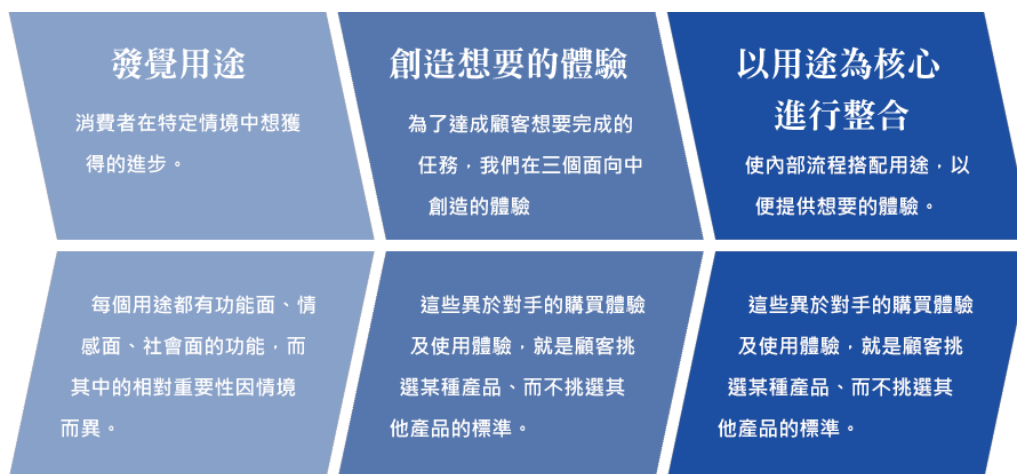 發覺用途
消費者在特定情境中想獲
得的進步。
創造想要的體驗
為了達成顧客想要完成的
任務，我們在三個面向中
創造的體驗
以用途為核心
進行整合
使內部流程搭配用途，以
便提供想要的體驗。
每個用途都有功能面、情
感面、社會面的功能，而
其中的相對重要性因情境
而異。
這些異於對手的購買體驗
及使用體驗，就是顧客挑
選某種產品、而不挑選其
他產品的標準。
這些異於對手的購買體驗
及使用體驗，就是顧客挑
選某種產品、而不挑選其
他產品的標準。